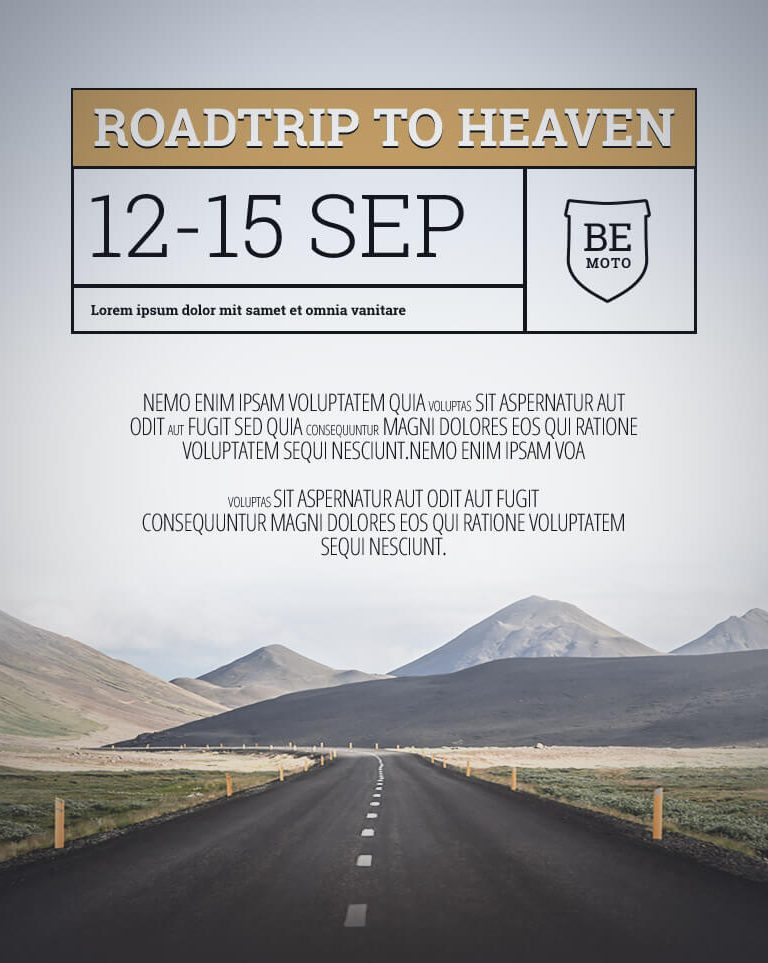 ROADTRIP TO HEAVEN
12-15 SEP
BE
MOTO
Lorem ipsum dolor mit samet et omnia vanitare
NEMO ENIM IPSAM VOLUPTATEM QUIA VOLUPTAS SIT ASPERNATUR AUT
ODIT AUT FUGIT SED QUIA CONSEQUUNTUR MAGNI DOLORES EOS QUI RATIONE
VOLUPTATEM SEQUI NESCIUNT.NEMO ENIM IPSAM VOA
VOLUPTAS SIT ASPERNATUR AUT ODIT AUT FUGIT
CONSEQUUNTUR MAGNI DOLORES EOS QUI RATIONE VOLUPTATEM
SEQUI NESCIUNT.